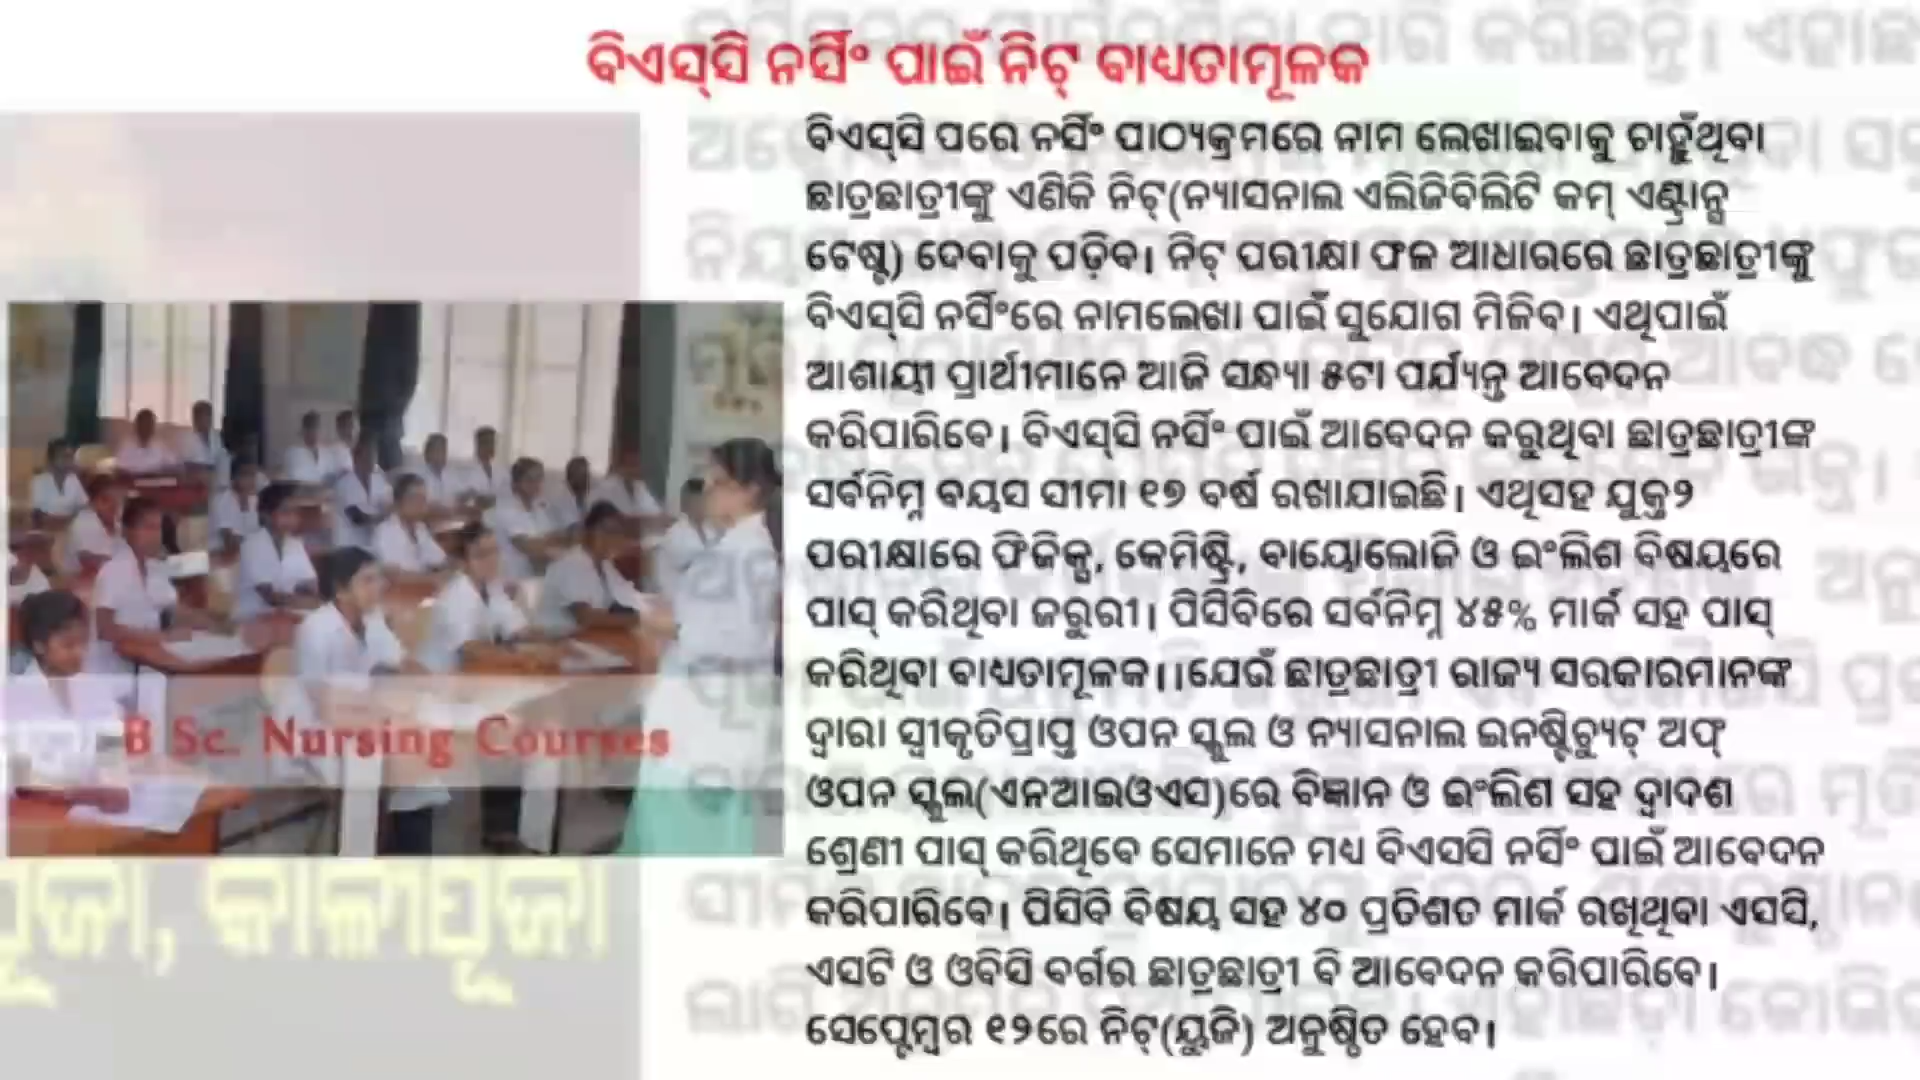 ବିଏସ୍‌ସି ନର୍ସିଂ ପାଇଁ ନିଟ୍ ବାଧ୍ୟତାମୂଳକ
ବିଏସ୍‌ସି ପରେ ନର୍ସିଂ ପାଠ୍ୟକ୍ରମରେ ନାମ ଲେଖାଇବାକୁ ଚାହୁଁଥିବା
ଛାତ୍ରଛାତ୍ରୀଙ୍କୁ ଏଣିକି ନିଟ୍(ନ୍ୟାସନାଲ ଏଲିଜିବିଲିଟି କମ୍ ଏଣ୍ଟ୍ରାନ୍ସ
ଟେଷ୍ଟ) ଦେବାକୁ ପଡ଼ିବ। ନିଟ୍ ପରୀକ୍ଷା ଫଳ ଆଧାରରେ ଛାତ୍ରଛାତ୍ରୀଙ୍କୁ
ବିଏସ୍‌ସି ନର୍ସିଂରେ ନାମଲେଖା ପାଇଁ ସୁଯୋଗ ମିଳିବ। ଏଥିପାଇଁ
ଆଶାୟୀ ପ୍ରାର୍ଥୀମାନେ ଆଜି ସନ୍ଧ୍ୟା ୫ଟା ପର୍ଯ୍ୟନ୍ତ ଆବେଦନ
କରିପାରିବେ। ବିଏସ୍‌ସି ନର୍ସିଂ ପାଇଁ ଆବେଦନ କରୁଥିବା ଛାତ୍ରଛାତ୍ରୀଙ୍କ
ସର୍ବନିମ୍ନ ବୟସ ସୀମା ୧୭ ବର୍ଷ ରଖାଯାଇଛି। ଏଥିସହ ଯୁକ୍ତ୨
ପରୀକ୍ଷାରେ ଫିଜିକ୍ସ, କେମିଷ୍ଟ୍ରି, ବାୟୋଲୋଜି ଓ ଇଂଲିଶ ବିଷୟରେ
ପାସ୍ କରିଥିବା ଜରୁରୀ। ପିସିବିରେ ସର୍ବନିମ୍ନ ୪୫% ମାର୍କ ସହ ପାସ୍
କରିଥିବା ବାଧ୍ୟତାମୂଳକ।।ଯେଉଁ ଛାତ୍ରଛାତ୍ରୀ ରାଜ୍ୟ ସରକାରମାନଙ୍କ
ଦ୍ୱାରା ସ୍ୱୀକୃତିପ୍ରାପ୍ତ ଓପନ ସ୍କୁଲ ଓ ନ୍ୟାସନାଲ ଇନଷ୍ଟିଚ୍ୟୁଟ୍ ଅଫ୍
ଓପନ ସ୍କୁଲ(ଏନଆଇଓଏସ)ରେ ବିଜ୍ଞାନ ଓ ଇଂଲିଶ ସହ ଦ୍ୱାଦଶ
ଶ୍ରେଣୀ ପାସ୍ କରିଥିବେ ସେମାନେ ମଧ୍ୟ ବିଏସସି ନର୍ସିଂ ପାଇଁ ଆବେଦନ
କରିପାରିବେ। ପିସିବି ବିଷୟ ସହ ୪୦ ପ୍ରତିଶତ ମାର୍କ ରଖିଥିବା ଏସସି,
ଏସଟି ଓ ଓବିସି ବର୍ଗର ଛାତ୍ରଛାତ୍ରୀ ବି ଆବେଦନ କରିପାରିବେ।
ସେପ୍ଟେମ୍ବର ୧୨ରେ ନିଟ୍(ୟୁଜି) ଅନୁଷ୍ଠିତ ହେବ।
B Sc. Nursing Courses
ପୂଜା, କାଳୀପୂଜା